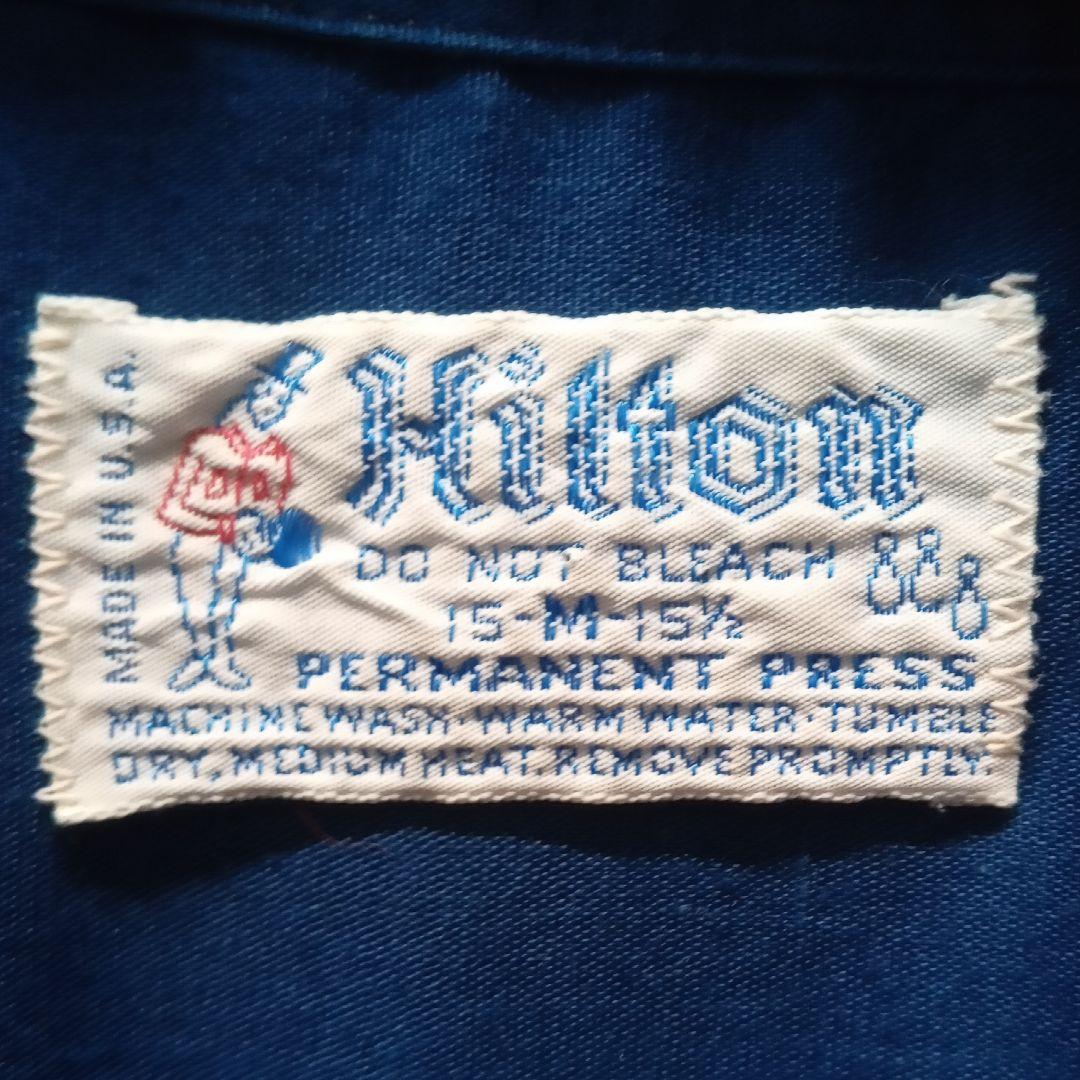 MADE IN U.S.A.
Hilton
DO NOT BLEACH
15-M-15½
PERMANENT PRESS
MACHINE WASH·WARM WATER·TUMBLE
DRY, MEDIUM HEAT. REMOVE PROMPTLY.